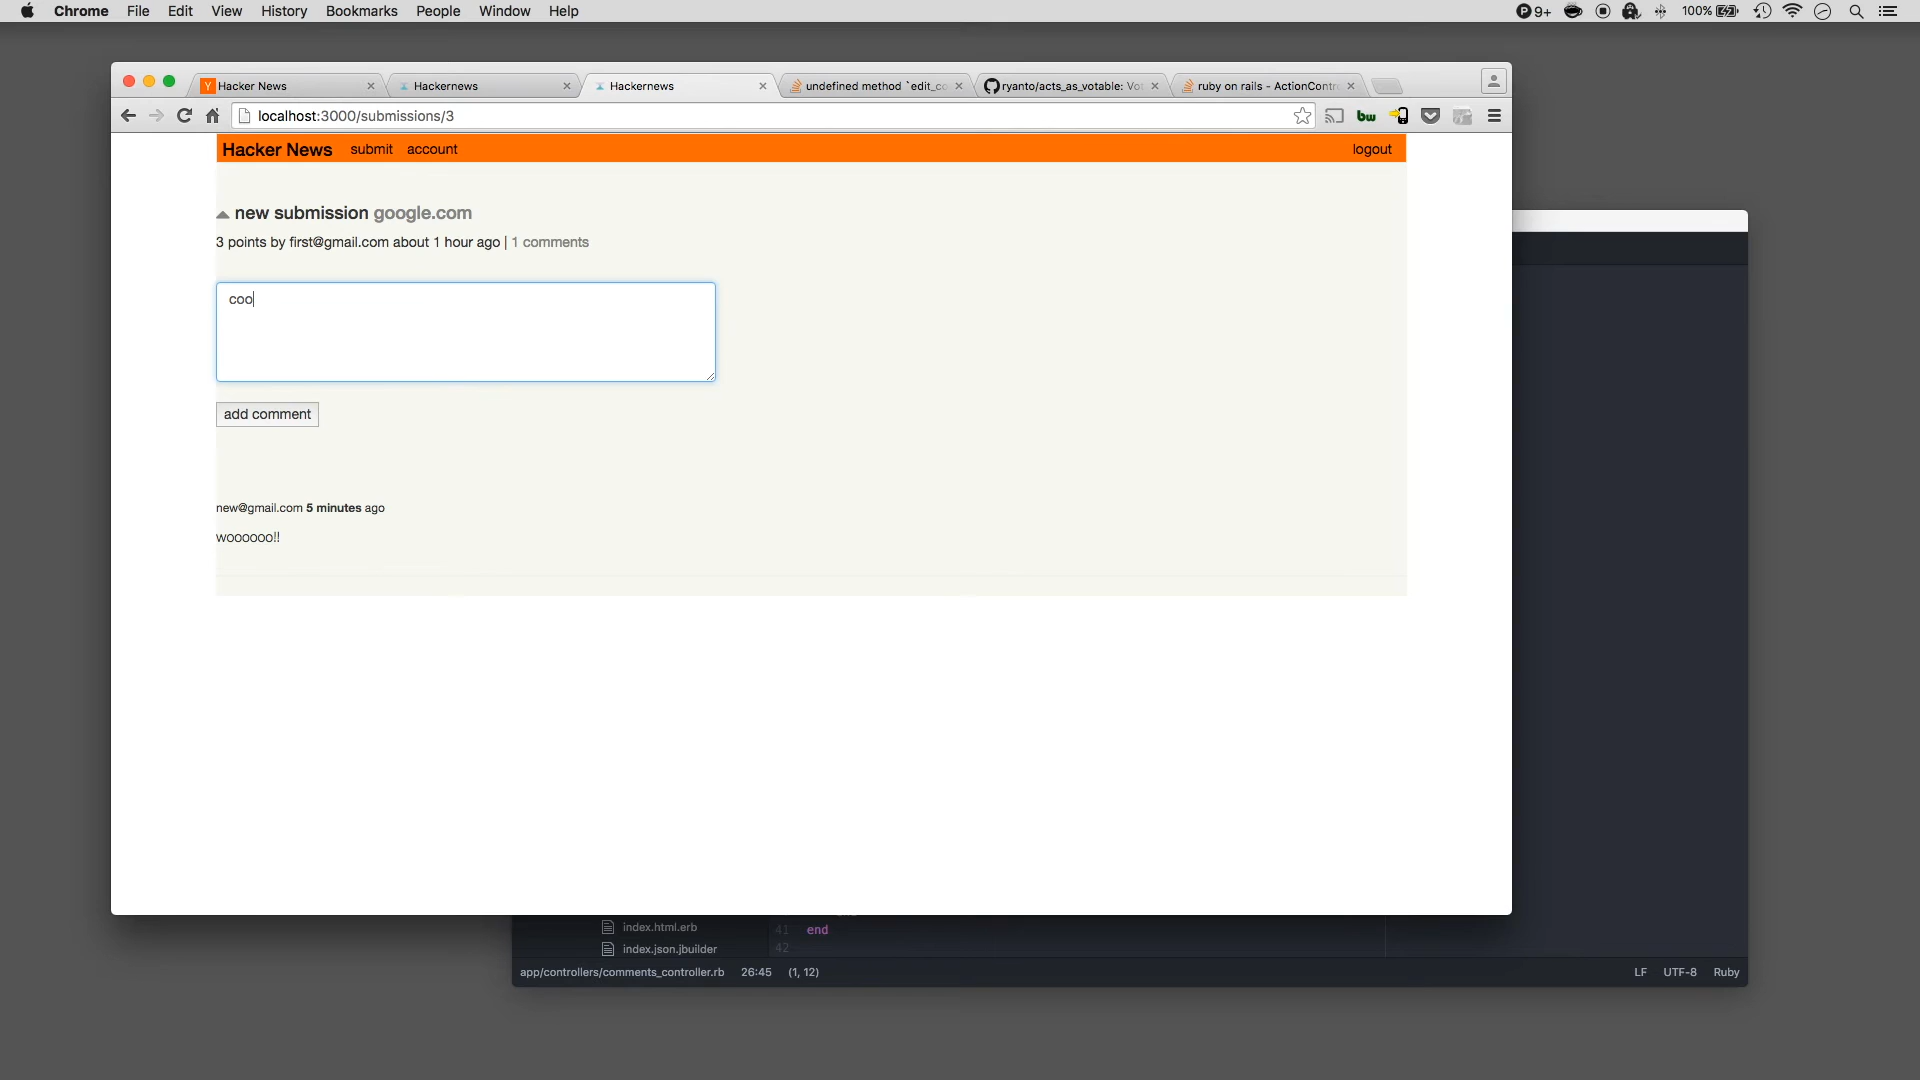 Chrome File Edit View History Bookmarks People Window Help 9+ 100%
Hacker News Hackernews Hackernews undefined method `edit_co ryanto/acts_as_votable: Vot ruby on rails - ActionContr
localhost:3000/submissions/3 bw
Hacker News submit account logout
new submission google.com
3 points by first@gmail.com about 1 hour ago | 1 comments
coo
add comment
new@gmail.com 5 minutes ago
woooooo!!
index.html.erb 41 end
index.json.jbuilder 42
app/controllers/comments_controller.rb 26:45 (1, 12) LF UTF-8 Ruby